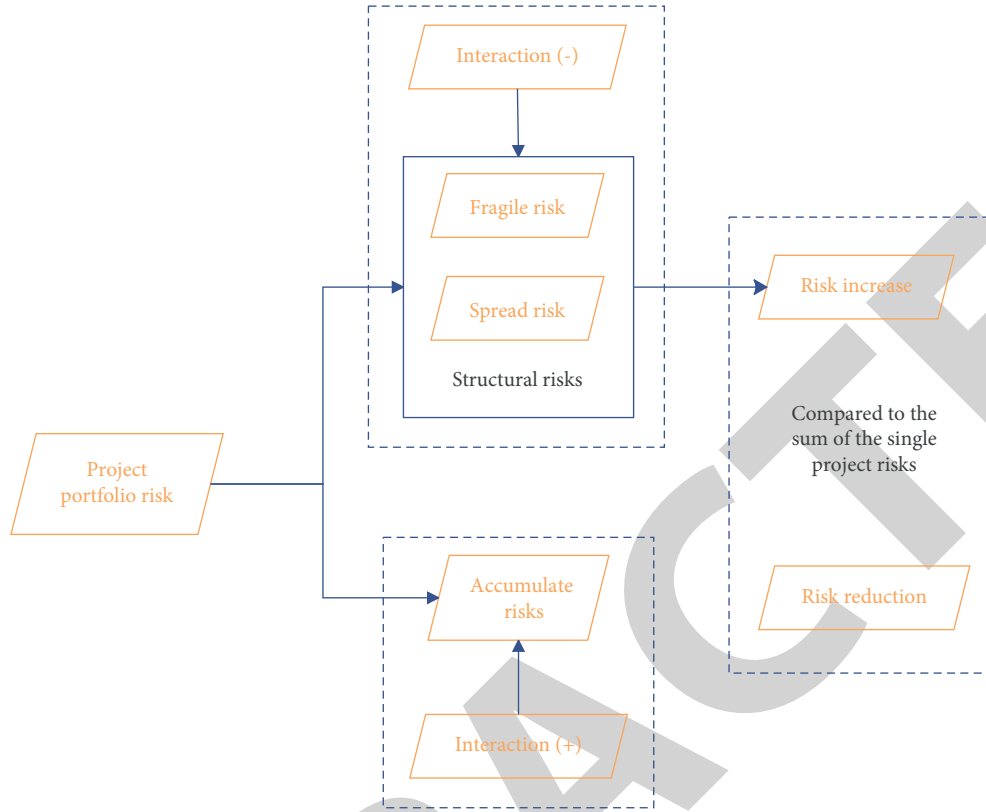 Interaction (-)
Fragile risk
Spread risk
Structural risks
Risk increase
Compared to the
sum of the single
project risks
Risk reduction
Project
portfolio risk
Accumulate
risks
Interaction (+)
ACT